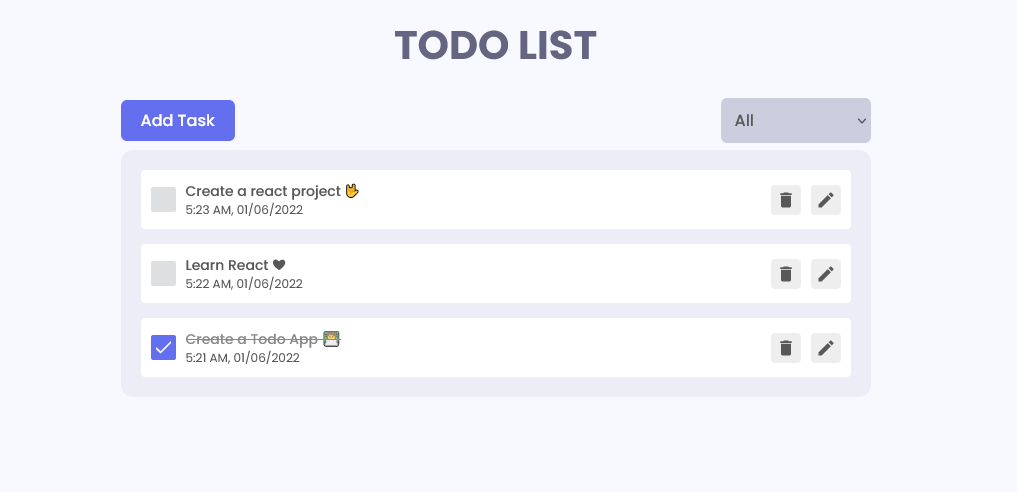 TODO LIST
Add Task
All
Create a react project 🤟
5:23 AM, 01/06/2022
Learn React 🖤
5:22 AM, 01/06/2022
Create a Todo App 👨‍🏫
5:21 AM, 01/06/2022